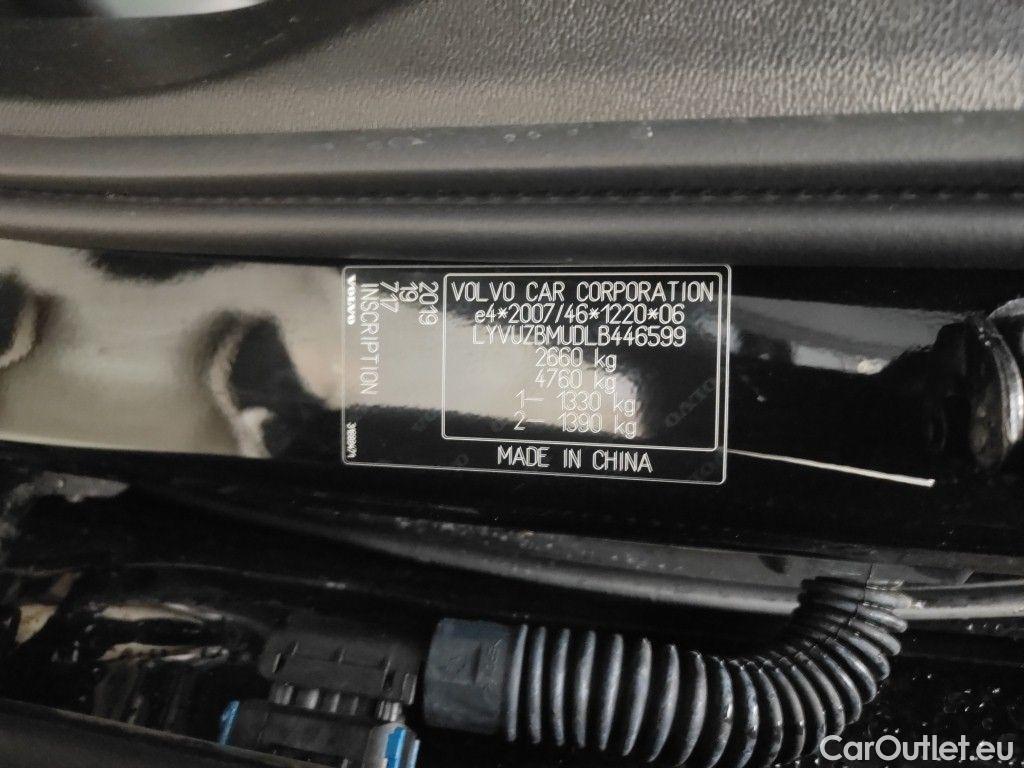 VOLVO CAR CORPORATION
e4*2007/46*1220*06
LYVUZBMUDLB446599
2660 kg
4760 kg
1— 1330 kg
2— 1390 kg
MADE IN CHINA
2019
19
717
INSCRIPTION
VOLVO
CarOutlet.eu